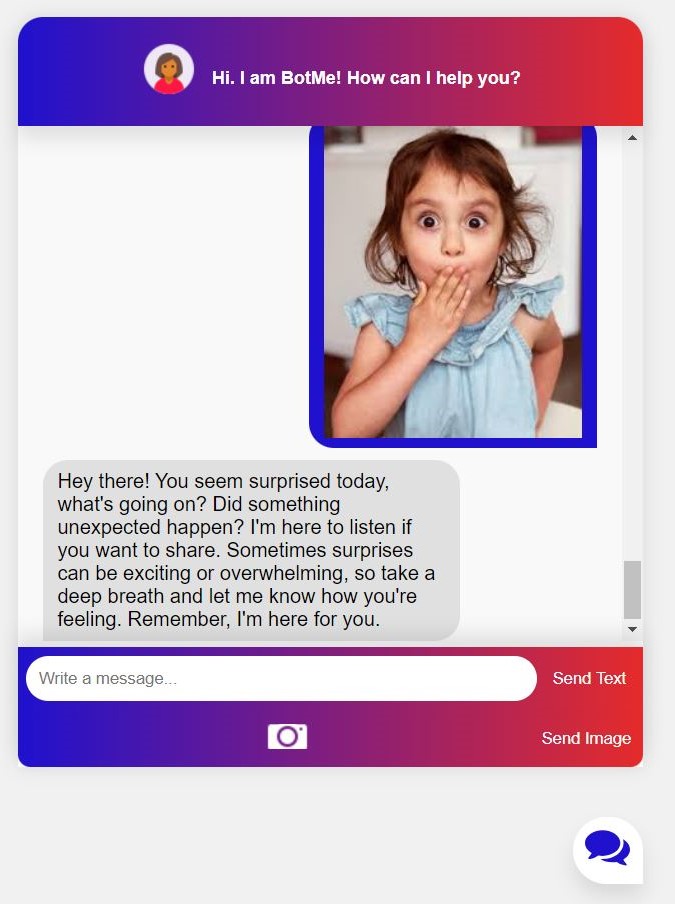 Hi. I am BotMe! How can I help you?
Hey there! You seem surprised today,
what's going on? Did something
unexpected happen? I'm here to listen if
you want to share. Sometimes surprises
can be exciting or overwhelming, so take a
deep breath and let me know how you're
feeling. Remember, I'm here for you.
Write a message...
Send Text
Send Image